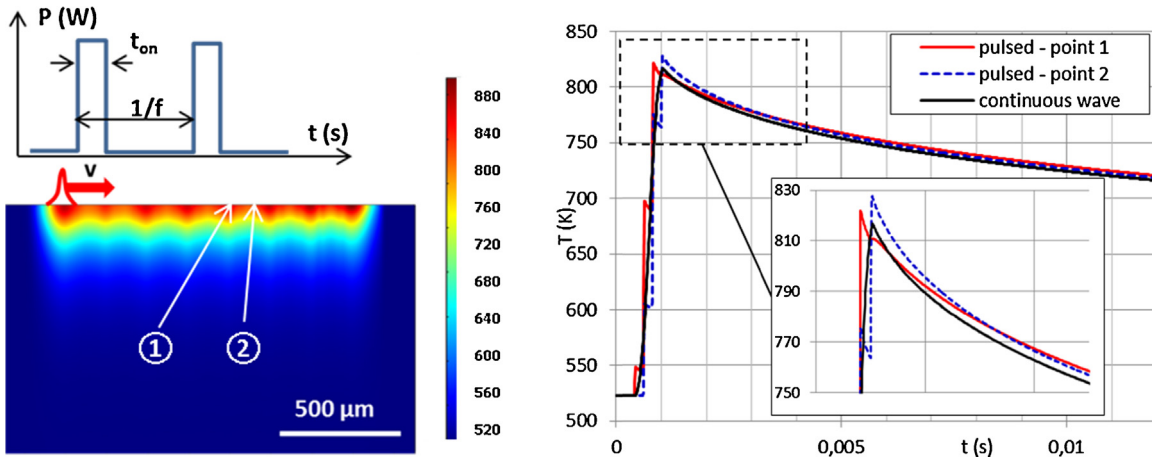 P (W)
t_on
1/f
t (s)
v
880
840
800
760
720
680
640
600
560
520
1
2
500 µm
850
800
750
700
650
600
550
500
T (K)
0
0,005
0,01
t (s)
pulsed - point 1
pulsed - point 2
continuous wave
830
810
790
770
750